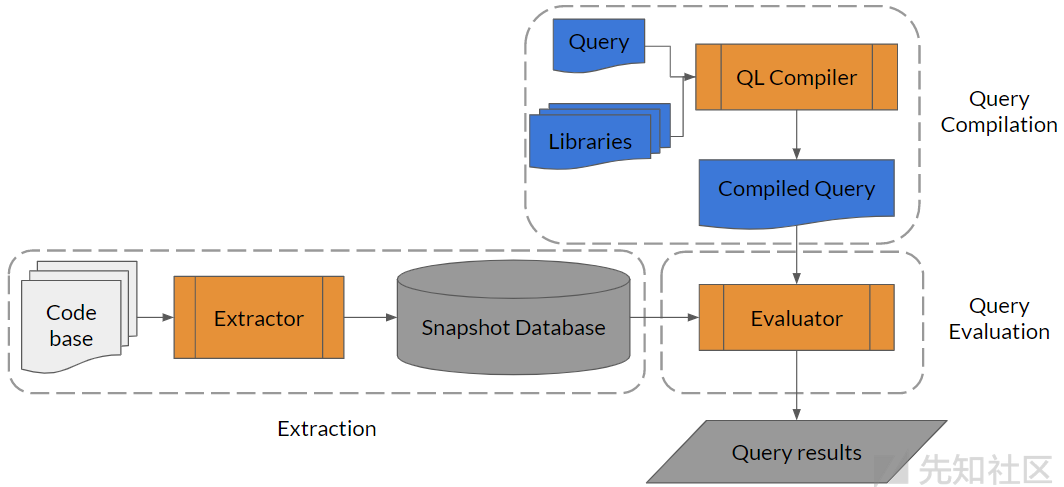 Query
QL Compiler
Query
Compilation
Libraries
Compiled Query
Code
base
Extractor
Snapshot Database
Evaluator
Query
Evaluation
Extraction
Query results
先知社区